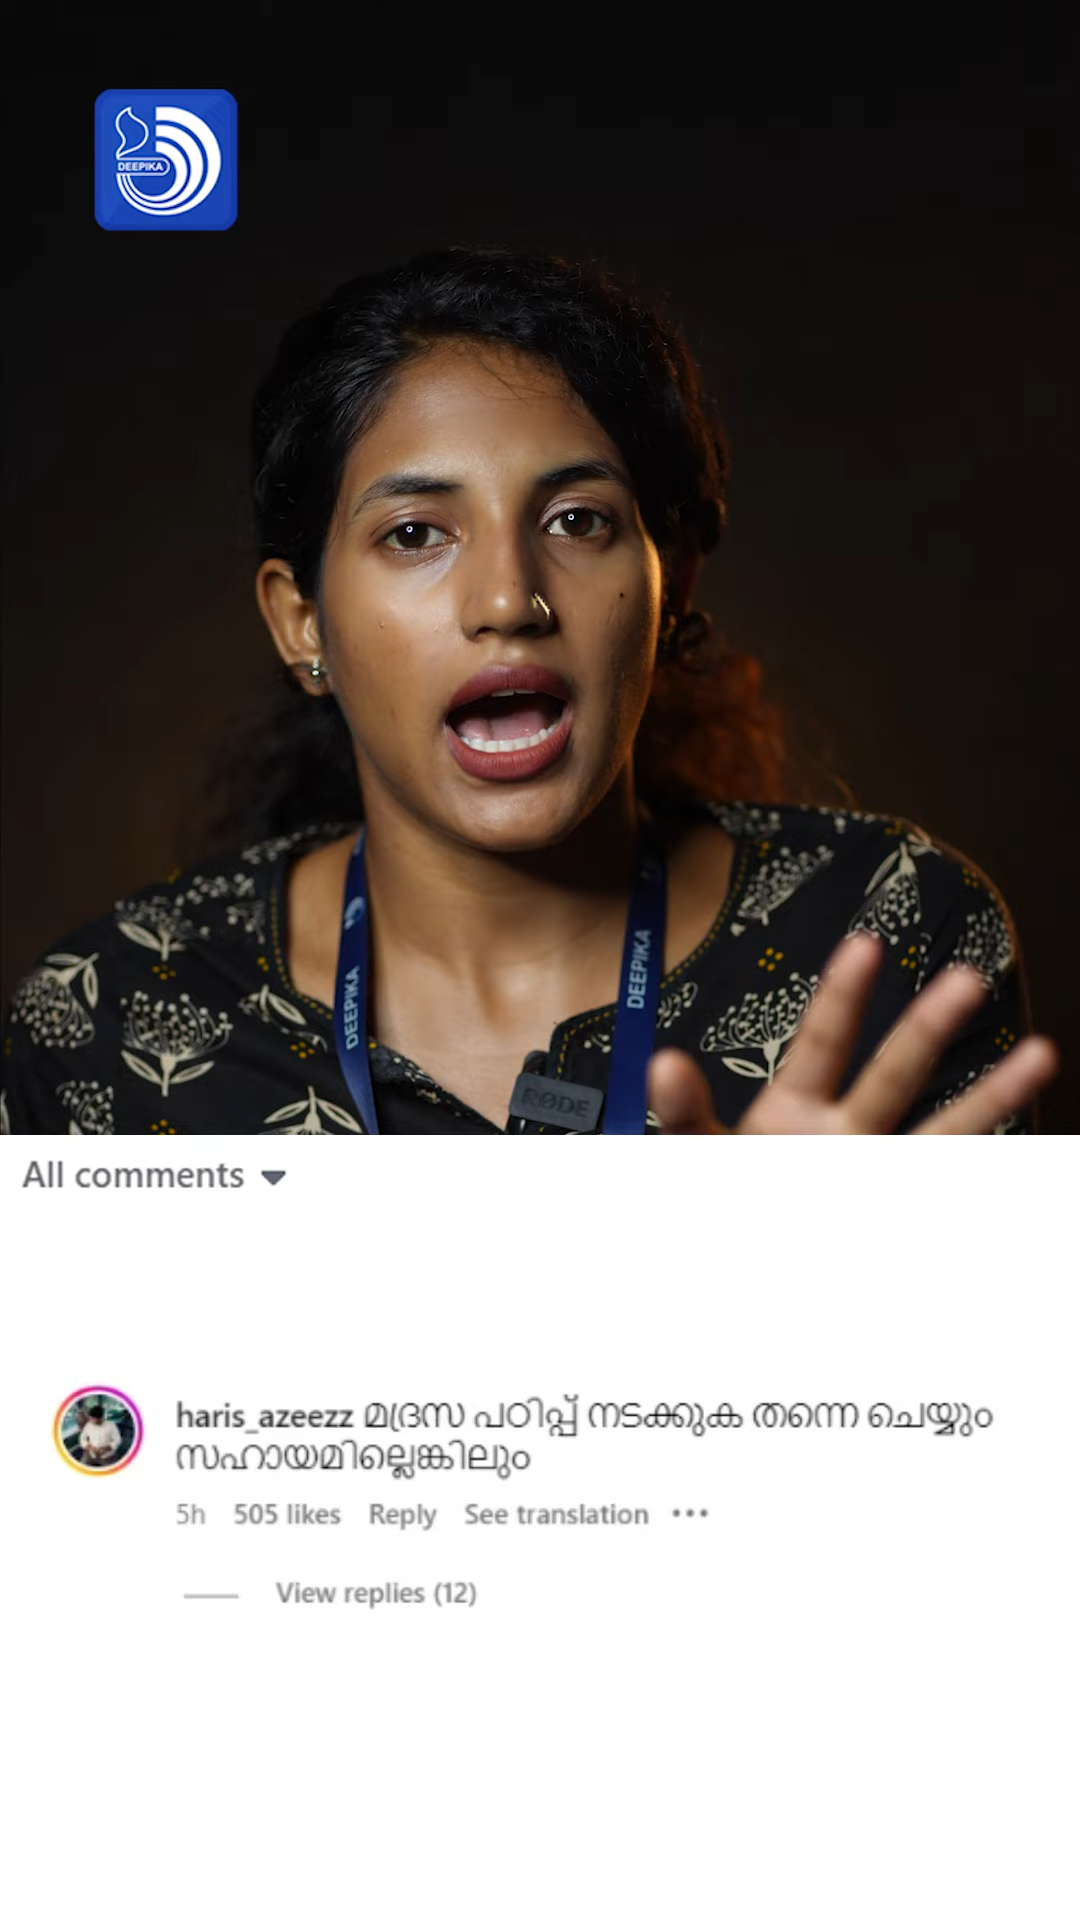 DEEPIKA
DEEPIKA
DEEPIKA
RØDE
All comments
haris_azeezz മദ്രസ പഠിപ്പ് നടക്കുക തന്നെ ചെയ്യും
സഹായമില്ലെങ്കിലും
5h 505 likes Reply See translation •••
View replies (12)